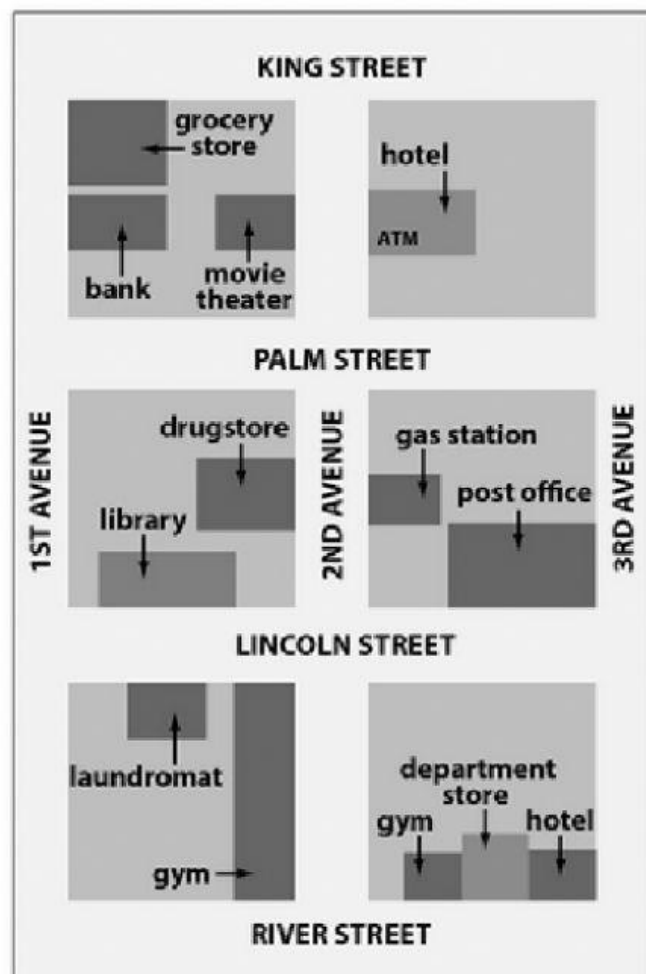 KING STREET
grocery
store
hotel
ATM
bank
movie
theater
PALM STREET
1ST AVENUE
drugstore
library
2ND AVENUE
gas station
post office
3RD AVENUE
LINCOLN STREET
laundromat
gym
department
store
gym
hotel
RIVER STREET